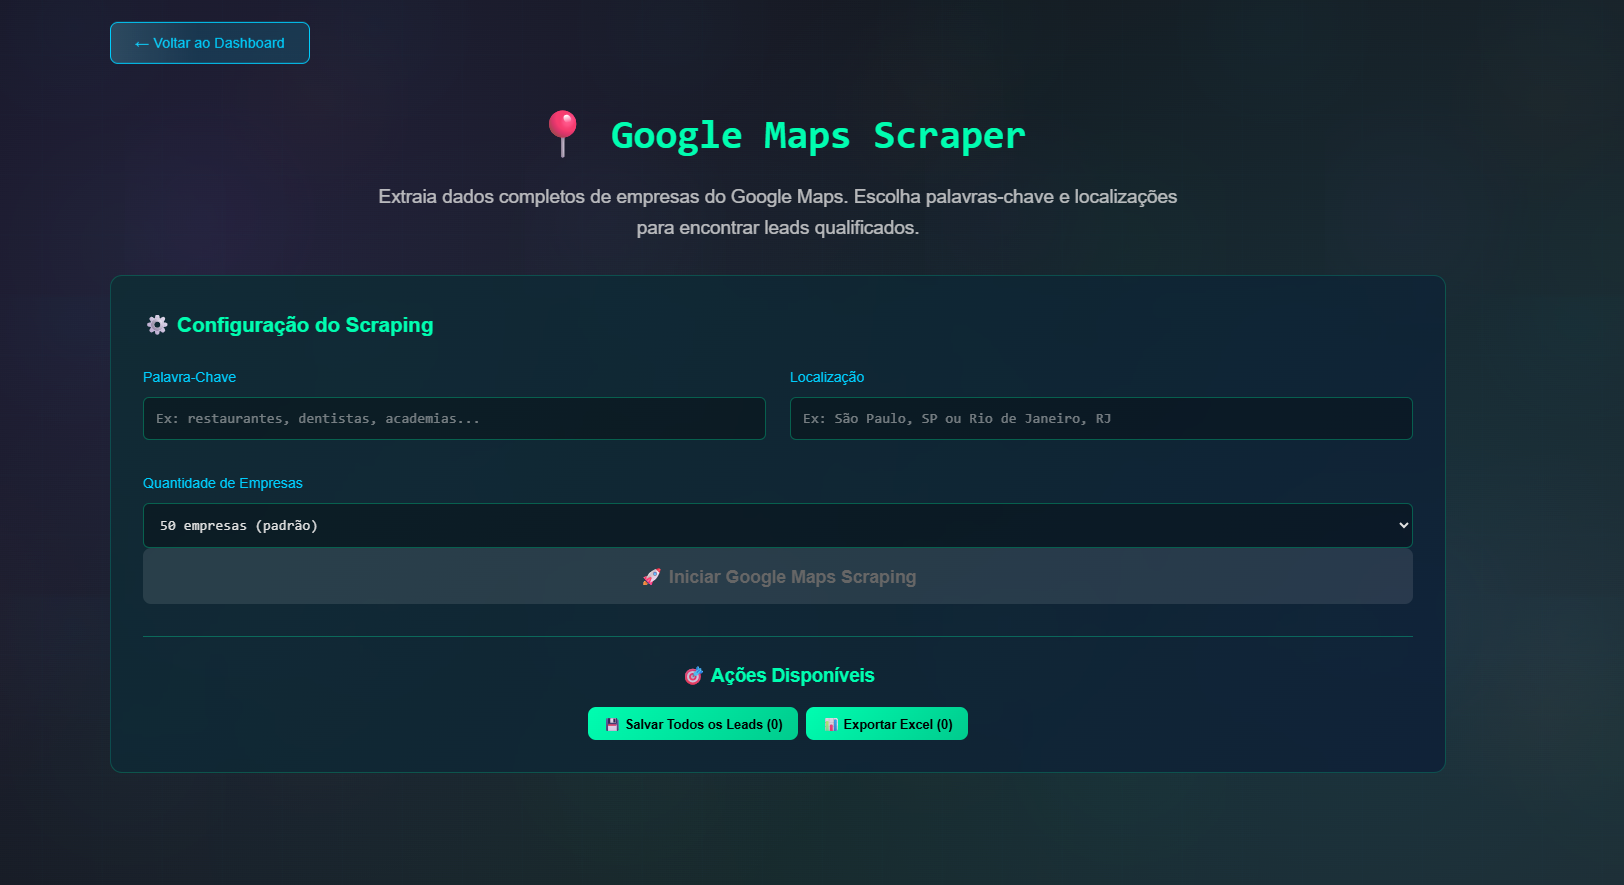 ← Voltar ao Dashboard
Google Maps Scraper
Extraia dados completos de empresas do Google Maps. Escolha palavras-chave e localizações
para encontrar leads qualificados.
Configuração do Scraping
Palavra-Chave
Localização
Ex: restaurantes, dentistas, academias...
Ex: São Paulo, SP ou Rio de Janeiro, RJ
Quantidade de Empresas
50 empresas (padrão)
Iniciar Google Maps Scraping
Ações Disponíveis
Salvar Todos os Leads (0)
Exportar Excel (0)